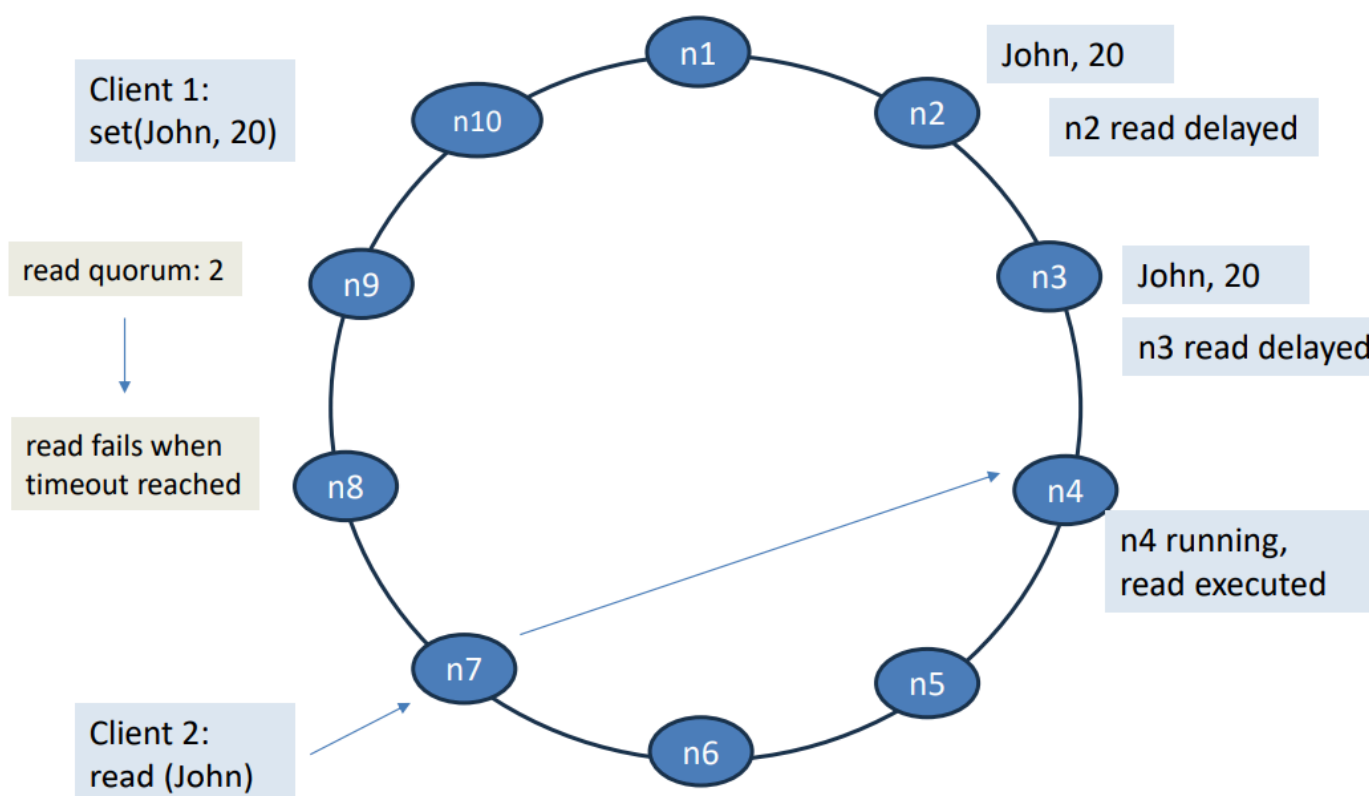 n1
John, 20
Client 1:
set(John, 20)
n10
n2
n2 read delayed
read quorum: 2
n9
n3
John, 20
n3 read delayed
read fails when
timeout reached
n8
n4
n4 running,
read executed
n7
n5
Client 2:
read (John)
n6